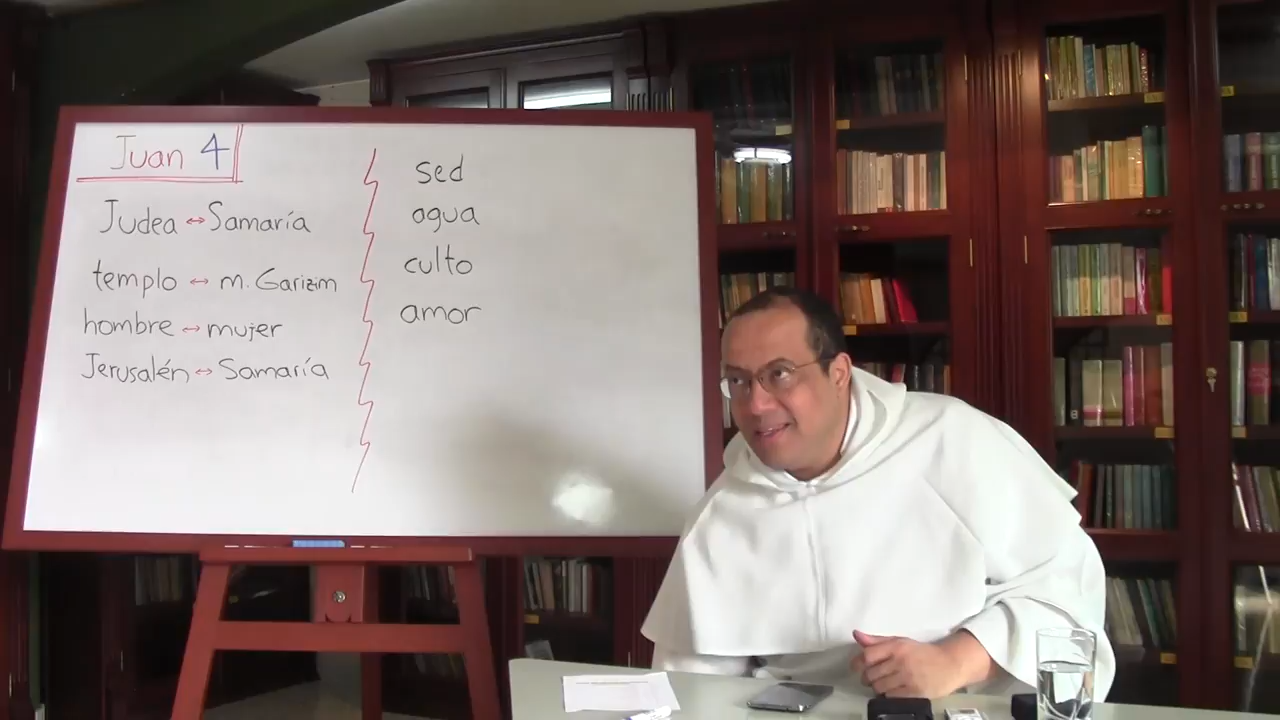 Juan 4
Judea ↔ Samaría
templo ↔ m. Garizim
hombre ↔ mujer
Jerusalén ↔ Samaría
sed
agua
culto
amor